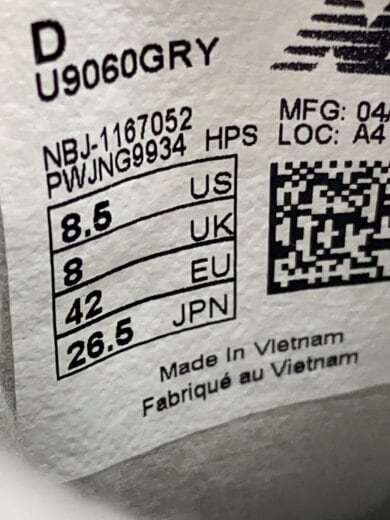 D
U9060GRY
NBJ-1167052
PWJNG9934 HPS
MFG: 04/
LOC: A4
8.5 US
8 UK
42 EU
26.5 JPN
Made In Vietnam
Fabriqué au Vietnam